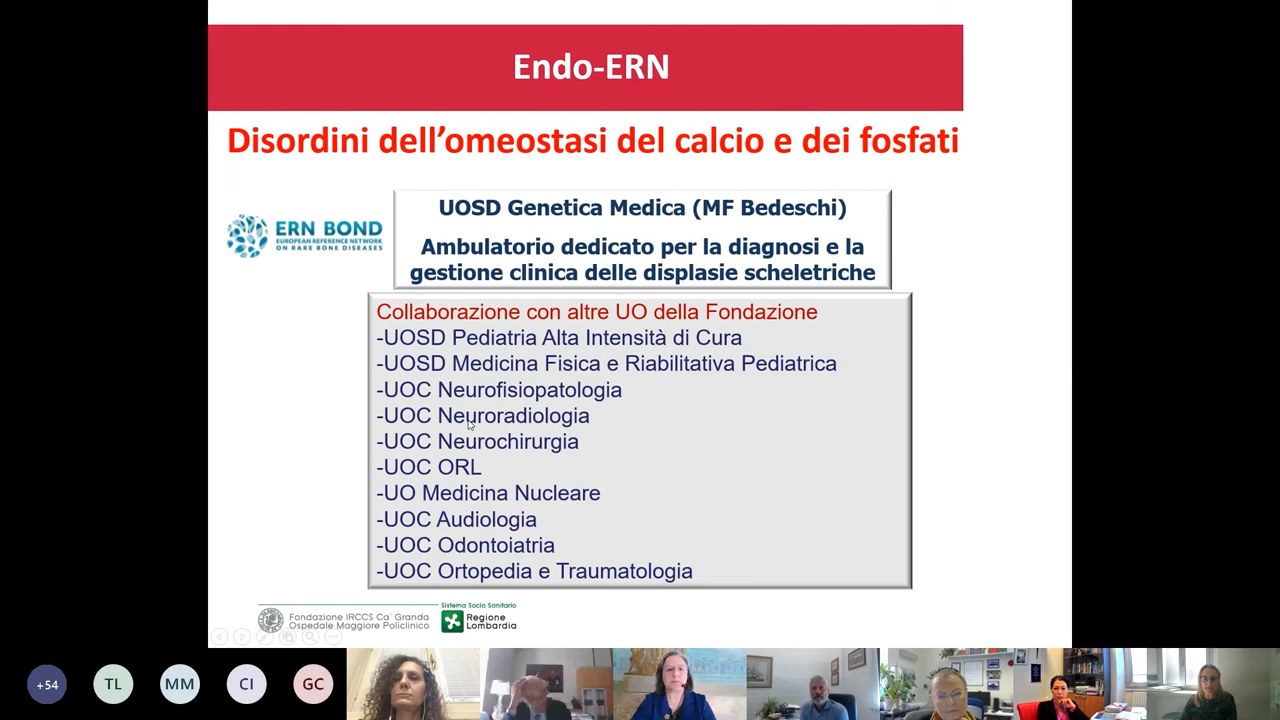 Endo-ERN
Disordini dell’omeostasi del calcio e dei fosfati
ERN BOND
EUROPEAN REFERENCE NETWORK
ON RARE BONE DISEASES
UOSD Genetica Medica (MF Bedeschi)
Ambulatorio dedicato per la diagnosi e la
gestione clinica delle displasie scheletriche
Collaborazione con altre UO della Fondazione
-UOSD Pediatria Alta Intensità di Cura
-UOSD Medicina Fisica e Riabilitativa Pediatrica
-UOC Neurofisiopatologia
-UOC Neuroradiologia
-UOC Neurochirurgia
-UOC ORL
-UO Medicina Nucleare
-UOC Audiologia
-UOC Odontoiatria
-UOC Ortopedia e Traumatologia
Fondazione IRCCS Ca' Granda
Ospedale Maggiore Policlinico
Sistema Socio Sanitario
Regione
Lombardia
+54
TL
MM
CI
GC